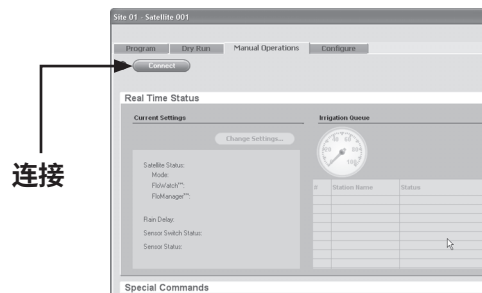 Site 01 - Satellite 001
Program Dry Run Manual Operations Configure
Connect
连接
Real Time Status
Current Settings
Irrigation Queue
Change Settings...
Satellite Status:
Mode:
FloWatch™:
FloManager™:
Rain Delay:
Sensor Switch Status:
Sensor Status:
# Station Name Status
Special Commands